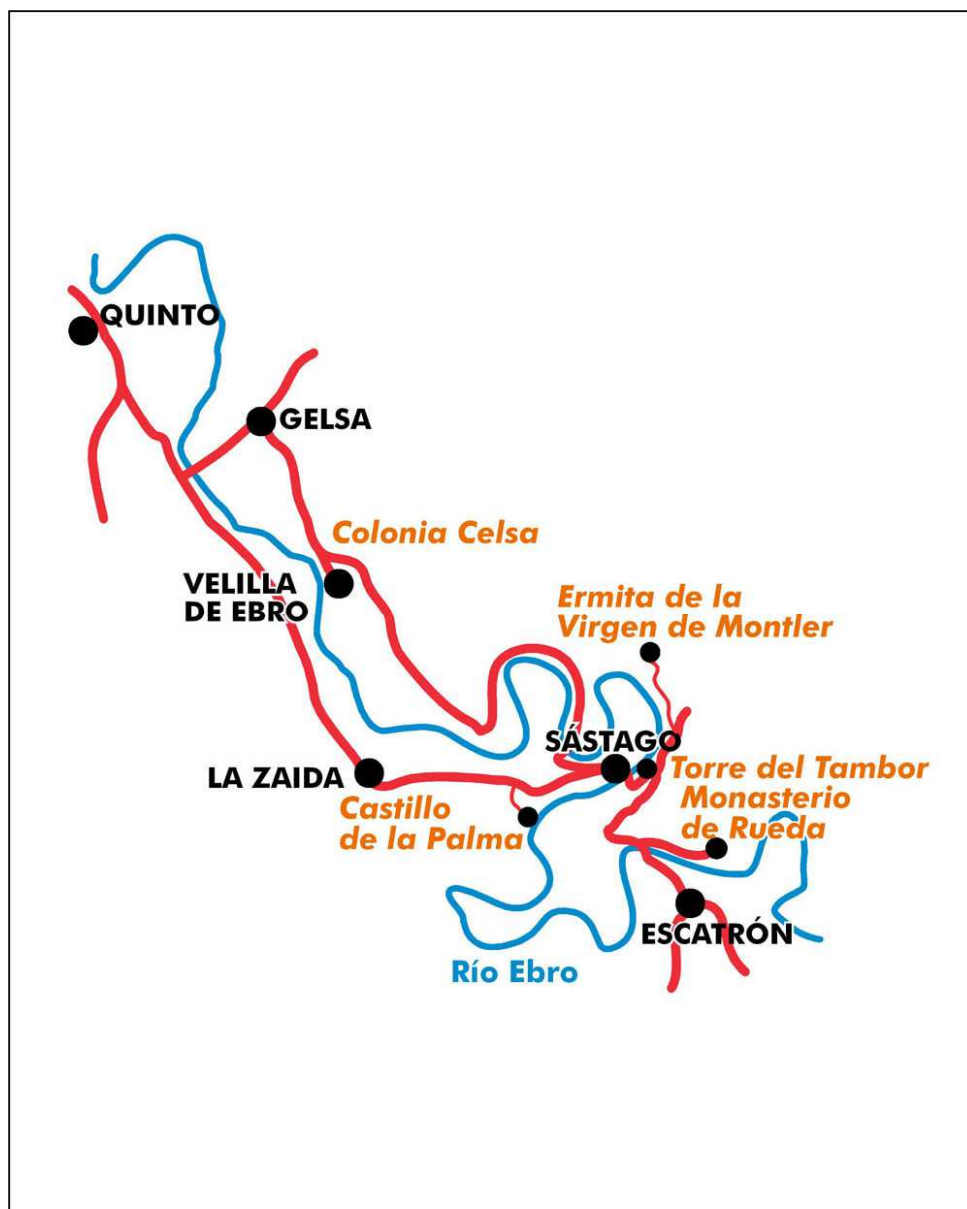 QUINTO
GELSA
Colonia Celsa
VELILLA
DE EBRO
Ermita de la
Virgen de Montler
SÁSTAGO
LA ZAIDA
Torre del Tambor
Castillo
de la Palma
Monasterio
de Rueda
ESCATRÓN
Río Ebro